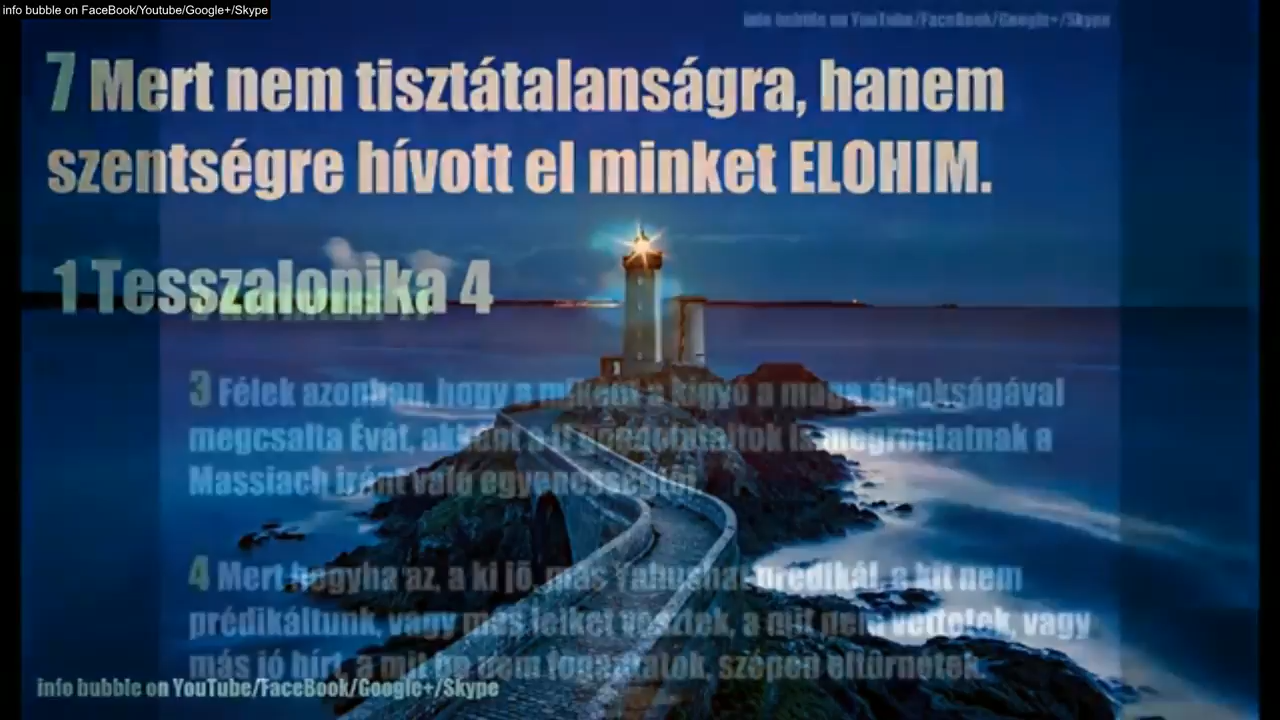 info bubble on FaceBook/Youtube/Google+/Skype
info bubble on YouTube/FaceBook/Google+/Skype
7 Mert nem tisztátalanságra, hanem
szentségre hívott el minket ELOHIM.
1 Tesszalonika 4
3 Félek azonban, hogy a miként a kígyó a maga álnokságával
megcsalta Évát, akként a ti is megrontatnak a
Massiach iránt való egyenességtől.
4 Mert hogyha az, a ki jő, más prédikál, a kit nem
prédikáltunk, vagy más lelket vesztek, a mit nem vettetek, vagy
más jó hírt, a mit be nem fogadtatok, szépen eltűrnétek.
info bubble on YouTube/FaceBook/Google+/Skype